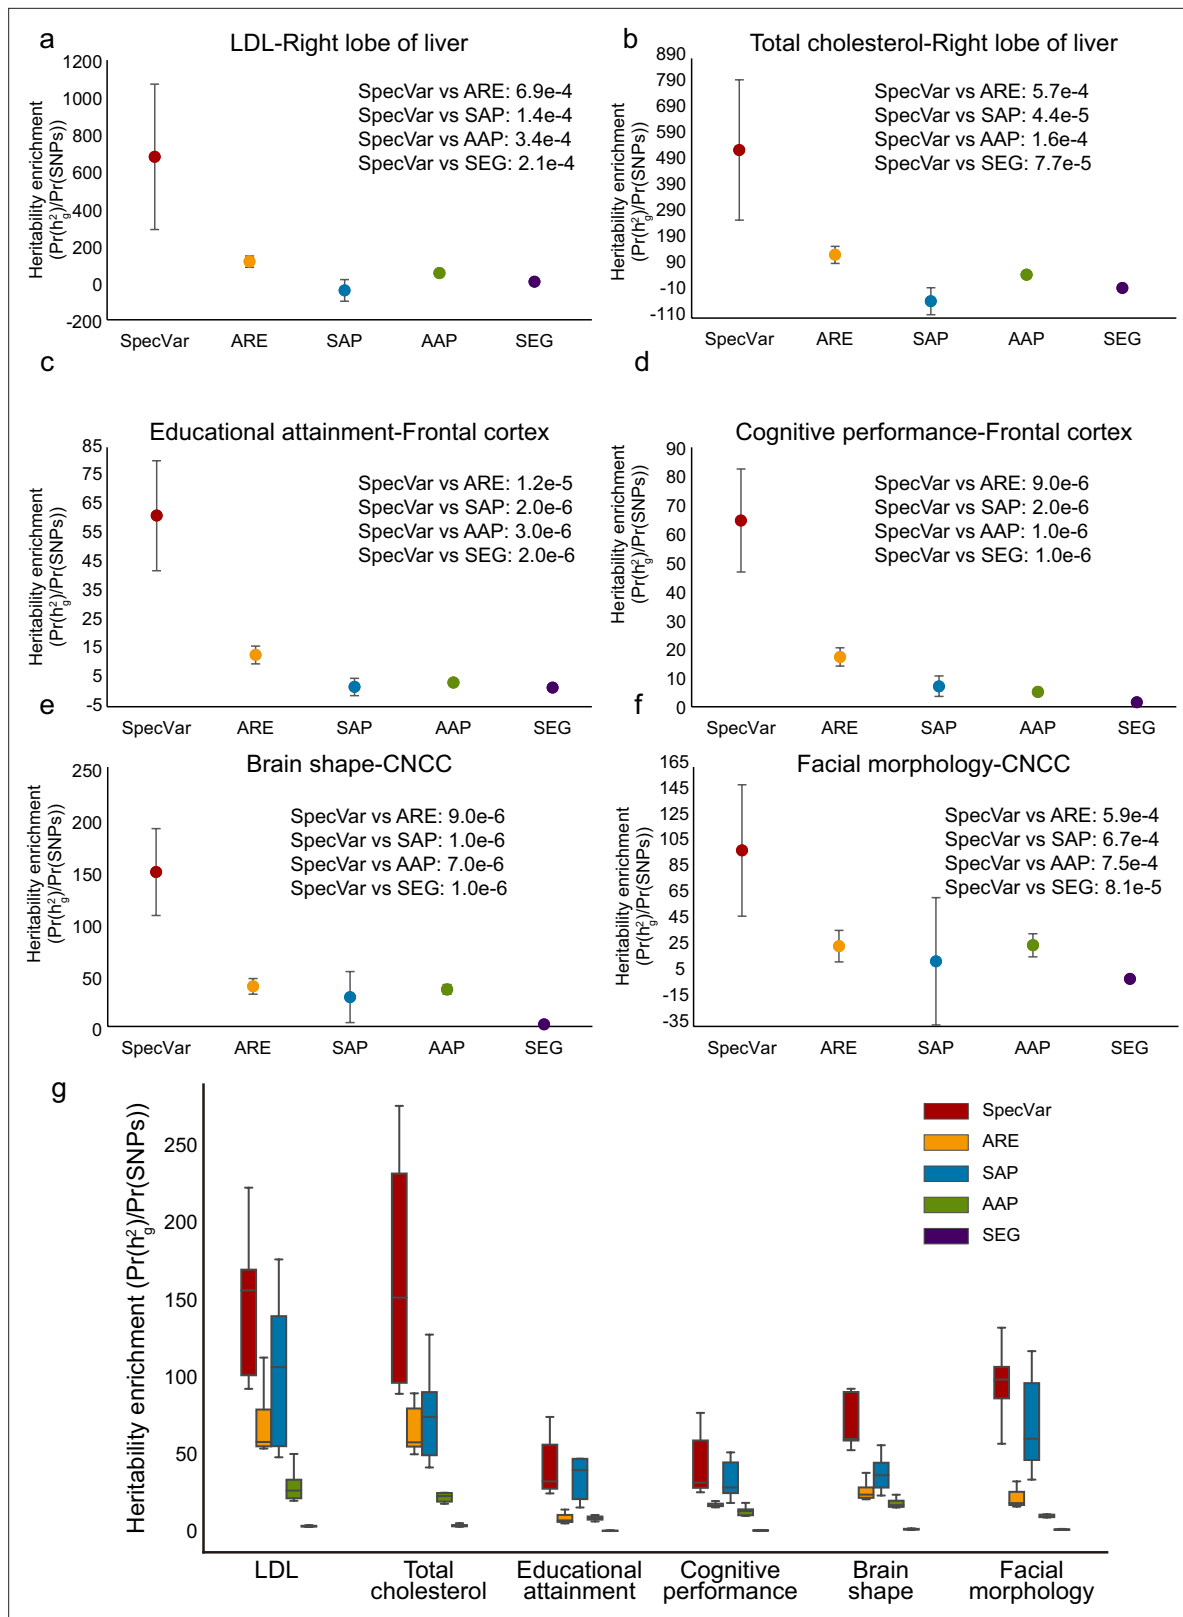 a
LDL-Right lobe of liver
Heritability enrichment
(Pr(h²g)/Pr(SNPs))
1200
1000
800
600
400
200
0
-200
SpecVar vs ARE: 6.9e-4
SpecVar vs SAP: 1.4e-4
SpecVar vs AAP: 3.4e-4
SpecVar vs SEG: 2.1e-4
SpecVar ARE SAP AAP SEG
b
Total cholesterol-Right lobe of liver
Heritability enrichment
(Pr(h²g)/Pr(SNPs))
890
790
690
590
490
390
290
190
90
-10
-110
SpecVar vs ARE: 5.7e-4
SpecVar vs SAP: 4.4e-5
SpecVar vs AAP: 1.6e-4
SpecVar vs SEG: 7.7e-5
SpecVar ARE SAP AAP SEG
c
Educational attainment-Frontal cortex
Heritability enrichment
(Pr(h²g)/Pr(SNPs))
85
75
65
55
45
35
25
15
5
-5
SpecVar vs ARE: 1.2e-5
SpecVar vs SAP: 2.0e-6
SpecVar vs AAP: 3.0e-6
SpecVar vs SEG: 2.0e-6
SpecVar ARE SAP AAP SEG
d
Cognitive performance-Frontal cortex
Heritability enrichment
(Pr(h²g)/Pr(SNPs))
90
80
70
60
50
40
30
20
10
0
SpecVar vs ARE: 9.0e-6
SpecVar vs SAP: 2.0e-6
SpecVar vs AAP: 1.0e-6
SpecVar vs SEG: 1.0e-6
SpecVar ARE SAP AAP SEG
e
Brain shape-CNCC
Heritability enrichment
(Pr(h²g)/Pr(SNPs))
250
200
150
100
50
0
SpecVar vs ARE: 9.0e-6
SpecVar vs SAP: 1.0e-6
SpecVar vs AAP: 7.0e-6
SpecVar vs SEG: 1.0e-6
SpecVar ARE SAP AAP SEG
f
Facial morphology-CNCC
Heritability enrichment
(Pr(h²g)/Pr(SNPs))
165
145
125
105
85
65
45
25
5
-15
-35
SpecVar vs ARE: 5.9e-4
SpecVar vs SAP: 6.7e-4
SpecVar vs AAP: 7.5e-4
SpecVar vs SEG: 8.1e-5
SpecVar ARE SAP AAP SEG
g
Heritability enrichment (Pr(h²g)/Pr(SNPs))
250
200
150
100
50
0
SpecVar
ARE
SAP
AAP
SEG
LDL
Total
cholesterol
Educational
attainment
Cognitive
performance
Brain
shape
Facial
morphology